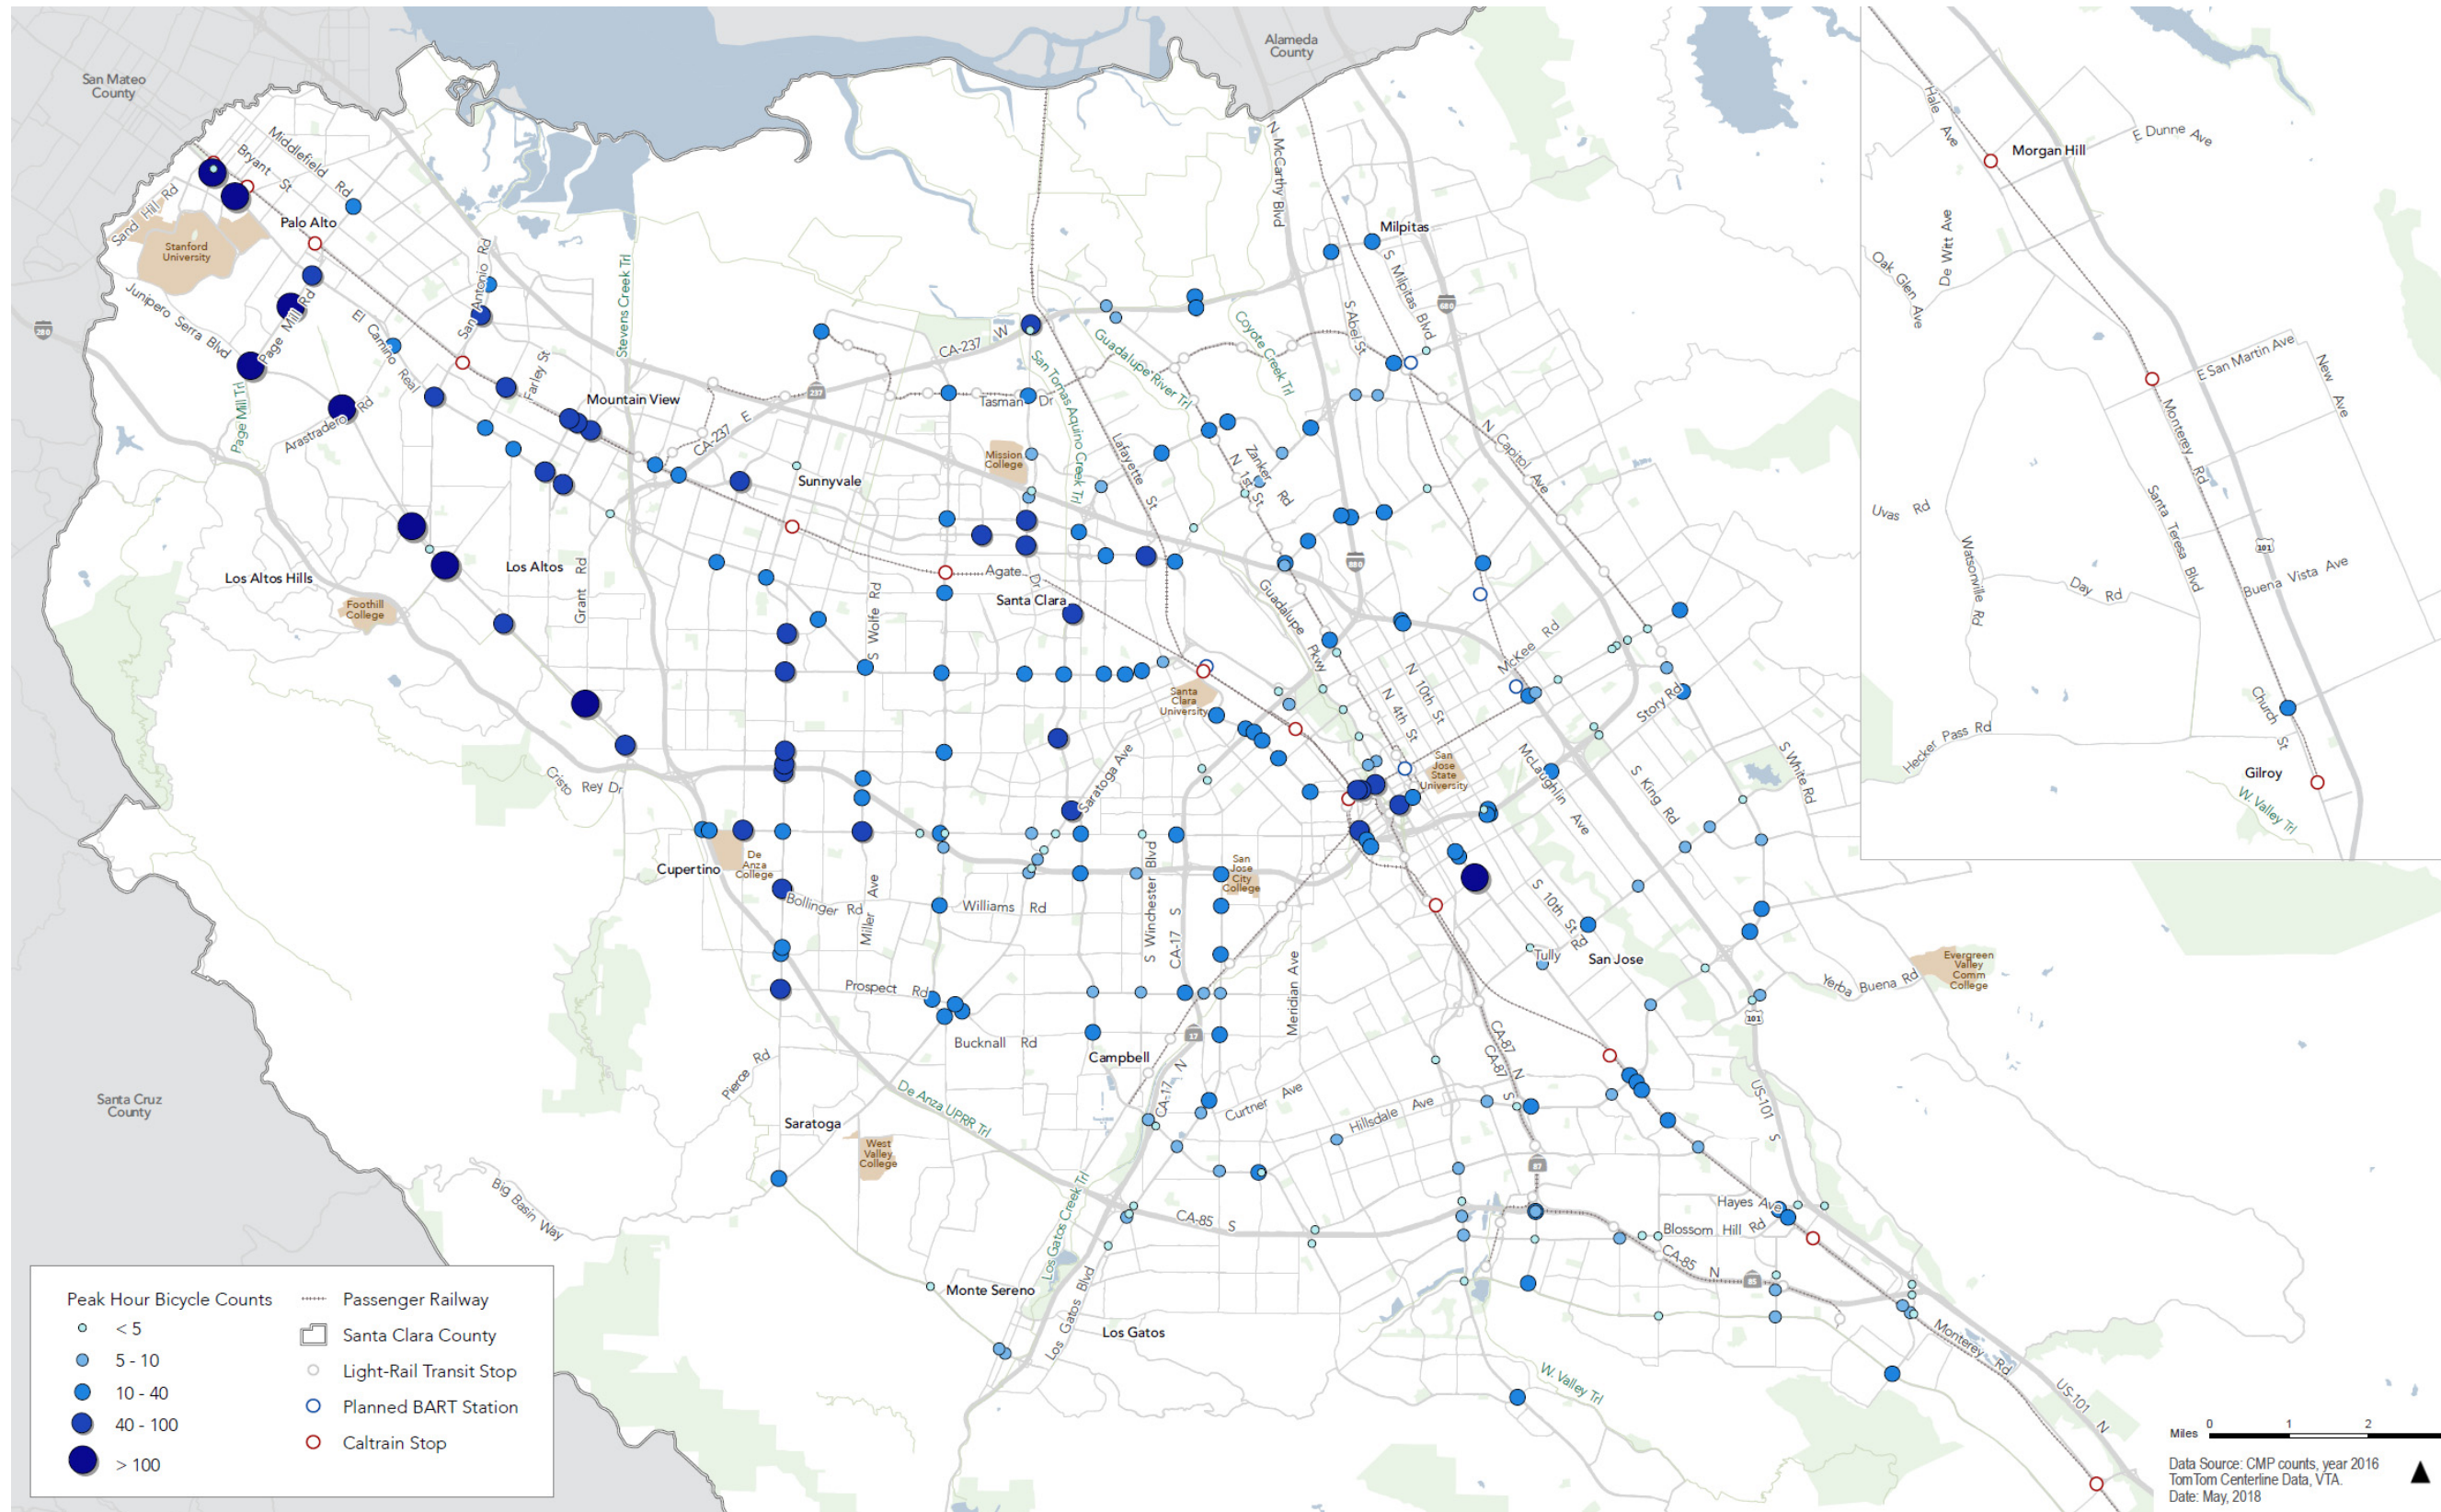 San Mateo
County
Alameda
County
Middlefield Rd
Bryant St
Sand Hill Rd
Palo Alto
Stanford
University
Junipero Serra Blvd
Page Mill Rd
Page Mill Trl
Arastradero Rd
El Camino Real
San Antonio Rd
Farley St
Mountain View
Stevens Creek Trl
280
237
CA-237 E
CA-237 W
Tasman Dr
San Tomas Aquino Creek Trl
Guadalupe River Trl
Coyote Creek Trl
N McCarthy Blvd
Milpitas
S Milpitas Blvd
S Abel St
680
N Capitol Ave
Mission
College
Lafayette St
Zanker Rd
N 1st St
Sunnyvale
Los Altos Hills
Los Altos
Foothill
College
Grant Rd
S Wolfe Rd
Agate Dr
Santa Clara
880
Guadalupe Pkwy
N 10th St
N 4th St
McKee Rd
Story Rd
Santa
Clara
University
San
Jose
State
University
McLaughlin Ave
S King Rd
S White Rd
Cristo Rey Dr
Saratoga Ave
Cupertino
De
Anza
College
Bollinger Rd
Miller Ave
Williams Rd
S Winchester Blvd
CA-17 S
San
Jose
City
College
Meridian Ave
S 10th St
Tully Rd
San Jose
Yerba Buena Rd
Evergreen
Valley
Comm
College
101
Prospect Rd
Bucknall Rd
Campbell
17
CA-17 N
CA-87 N
CA-87 S
US-101 S
Santa Cruz
County
Pierce Rd
Saratoga
De Anza UPRR Trl
West
Valley
College
Curtner Ave
Hillsdale Ave
87
Big Basin Way
Los Gatos Creek Trl
CA-85 S
Hayes Ave
Blossom Hill Rd
CA-85 N
85
Monte Sereno
Los Gatos Blvd
Los Gatos
W. Valley Trl
Monterey Rd
US-101 N
Hale Ave
Morgan Hill
E Dunne Ave
De Witt Ave
Oak Glen Ave
E San Martin Ave
New Ave
Monterey Rd
Santa Teresa Blvd
Uvas Rd
Watsonville Rd
Day Rd
101
Buena Vista Ave
Church St
Hecker Pass Rd
Gilroy
W. Valley Trl
Peak Hour Bicycle Counts
< 5
5 - 10
10 - 40
40 - 100
> 100
Passenger Railway
Santa Clara County
Light-Rail Transit Stop
Planned BART Station
Caltrain Stop
Miles 0 1 2
Data Source: CMP counts, year 2016
TomTom Centerline Data, VTA.
Date: May, 2018